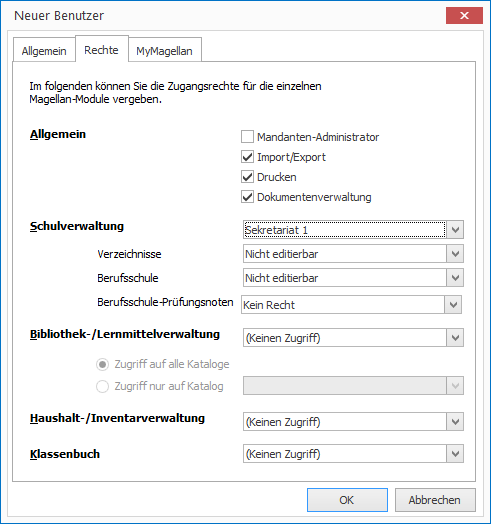 Neuer Benutzer
Allgemein Rechte MyMagellan
Im folgenden können Sie die Zugangsrechte für die einzelnen
Magellan-Module vergeben.
Allgemein Mandanten-Administrator
Import/Export
Drucken
Dokumentenverwaltung
Schulverwaltung Sekretariat 1
Verzeichnisse Nicht editierbar
Berufsschule Nicht editierbar
Berufsschule-Prüfungsnoten Kein Recht
Bibliothek-/Lernmittelverwaltung (Keinen Zugriff)
Zugriff auf alle Kataloge
Zugriff nur auf Katalog
Haushalt-/Inventarverwaltung (Keinen Zugriff)
Klassenbuch (Keinen Zugriff)
OK Abbrechen